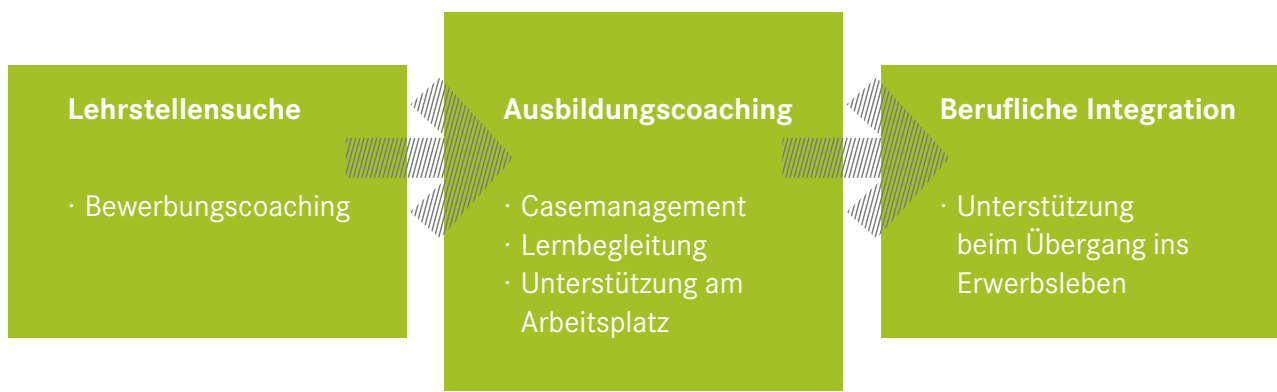 Lehrstellensuche
· Bewerbungscoaching
Ausbildungscoaching
· Casemanagement
· Lernbegleitung
· Unterstützung am
Arbeitsplatz
Berufliche Integration
· Unterstützung
beim Übergang ins
Erwerbsleben